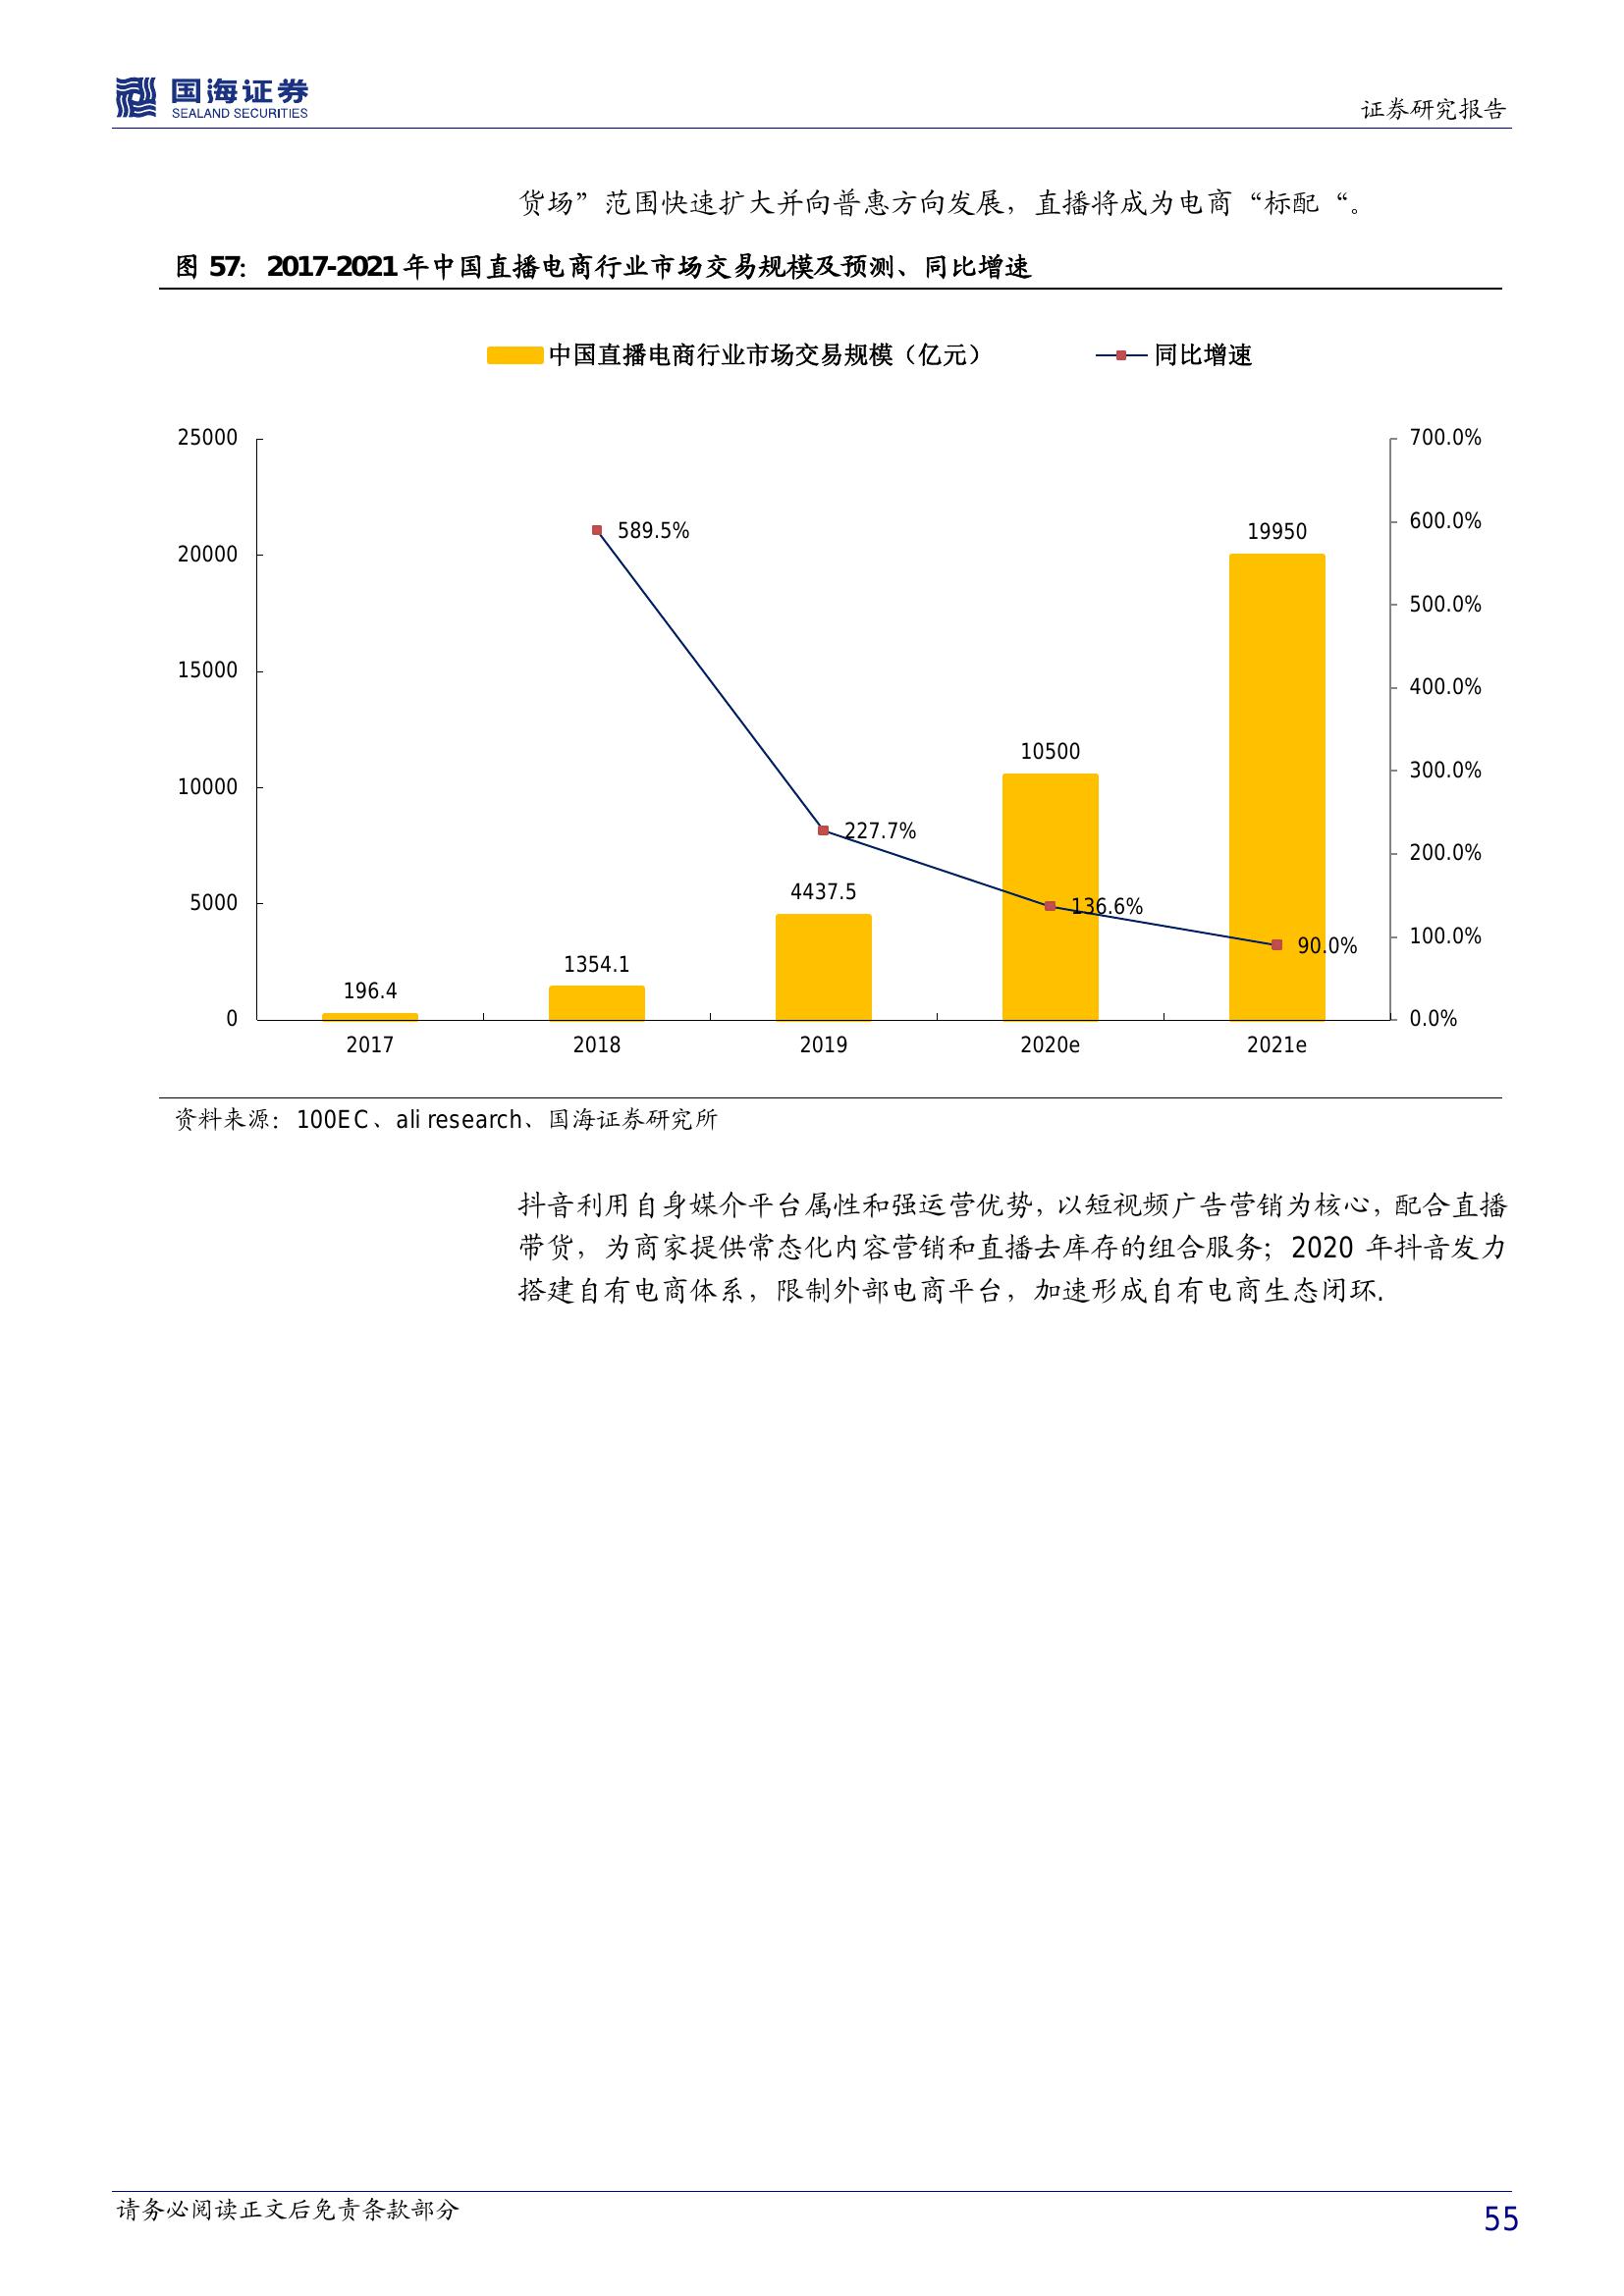 国海证券
SEALAND SECURITIES
证券研究报告
货场”范围快速扩大并向普惠方向发展，直播将成为电商“标配“。
图 57：2017-2021 年中国直播电商行业市场交易规模及预测、同比增速
中国直播电商行业市场交易规模（亿元）
同比增速
25000
20000
15000
10000
5000
0
700.0%
600.0%
500.0%
400.0%
300.0%
200.0%
100.0%
0.0%
589.5%
227.7%
136.6%
90.0%
196.4
1354.1
4437.5
10500
19950
2017
2018
2019
2020e
2021e
资料来源：100EC、ali research、国海证券研究所
抖音利用自身媒介平台属性和强运营优势，以短视频广告营销为核心，配合直播
带货，为商家提供常态化内容营销和直播去库存的组合服务；2020 年抖音发力
搭建自有电商体系，限制外部电商平台，加速形成自有电商生态闭环.
请务必阅读正文后免责条款部分
55